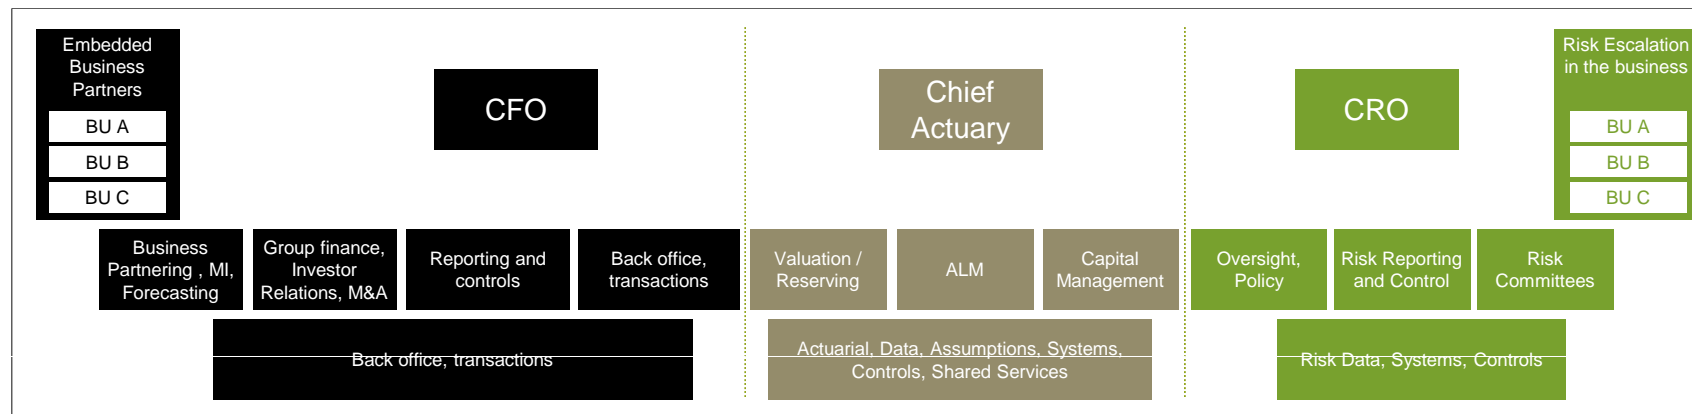 Embedded
Business
Partners
BU A
BU B
BU C
CFO
Chief
Actuary
CRO
Risk Escalation
in the business
BU A
BU B
BU C
Business
Partnering , MI,
Forecasting
Group finance,
Investor
Relations, M&A
Reporting and
controls
Back office,
transactions
Valuation /
Reserving
ALM
Capital
Management
Oversight,
Policy
Risk Reporting
and Control
Risk
Committees
Back office, transactions
Actuarial, Data, Assumptions, Systems,
Controls, Shared Services
Risk Data, Systems, Controls